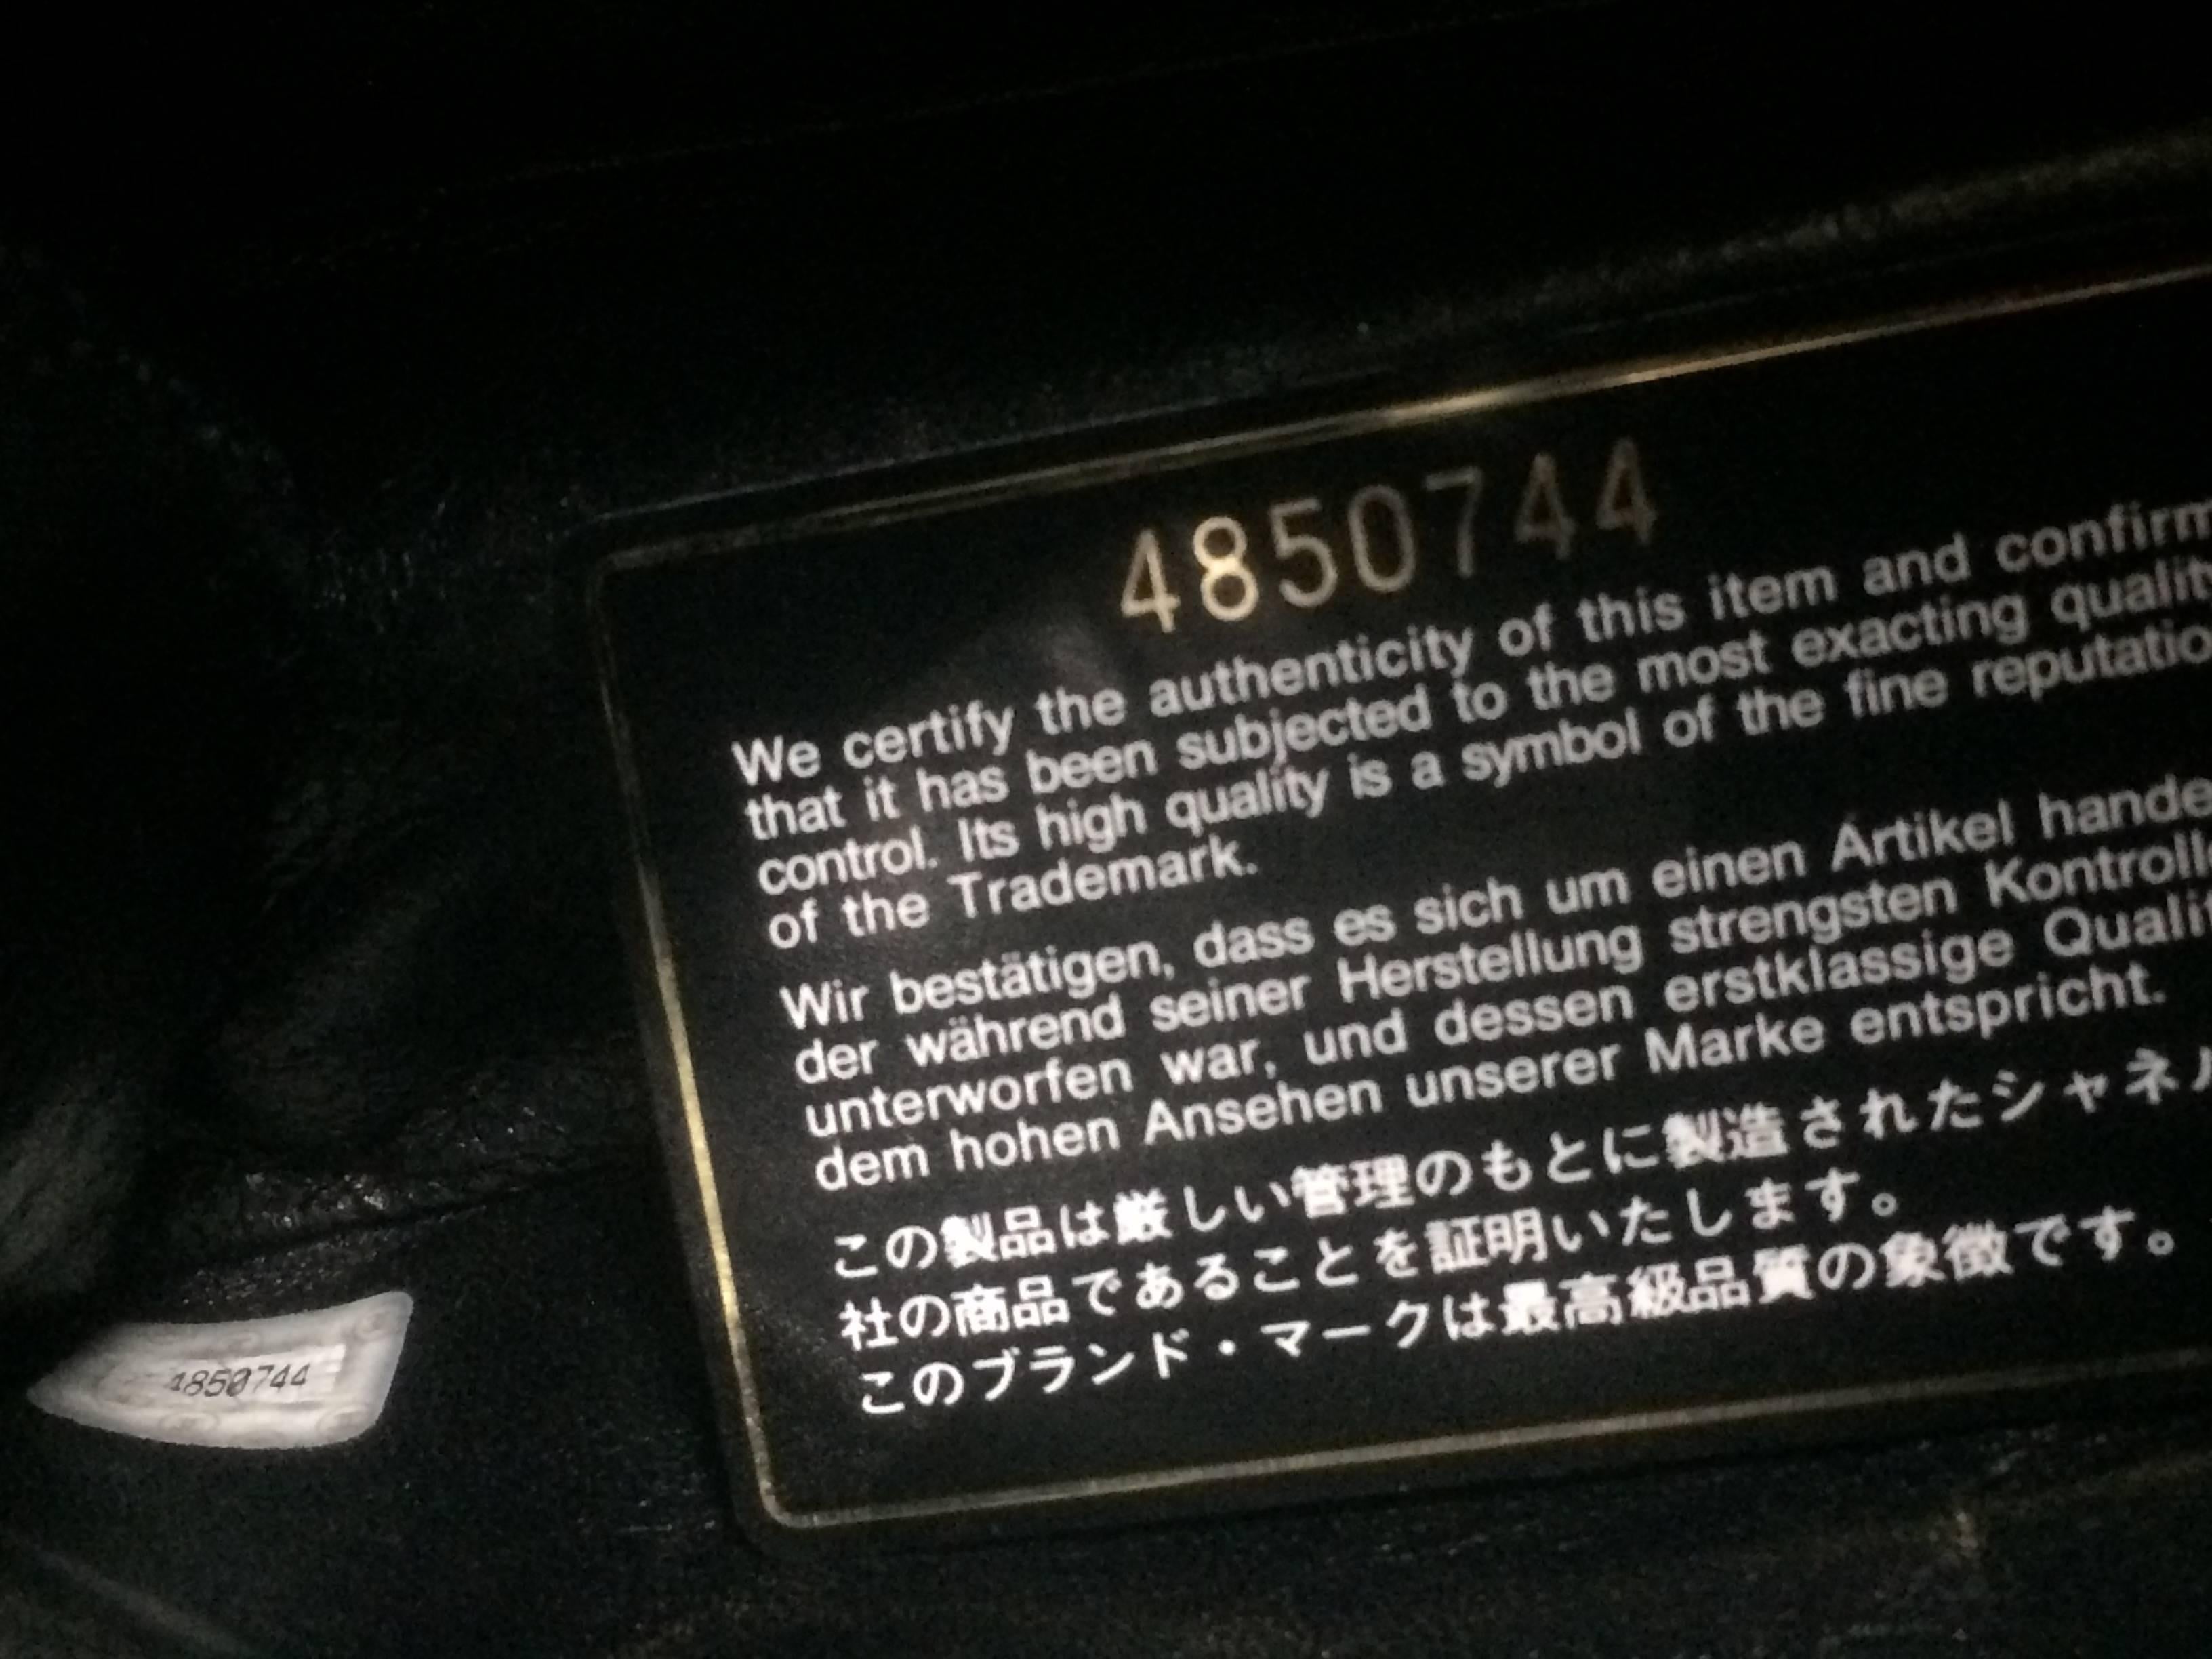 4850744
We certify the authenticity of this item and confirm
that it has been subjected to the most exacting quality
control. Its high quality is a symbol of the fine
of the Trademark.
Wir bestätigen, dass es sich um einen Artikel
der während seiner Herstellung strengsten
unterworfen war, und dessen erstklassige
dem hohen Ansehen unserer Marke entspricht.
この製品は厳しい管理のもとに製造されたシャネル
社の商品であることを証明いたします。
このブランド・マークは最高級品質の象徴です。
4850744